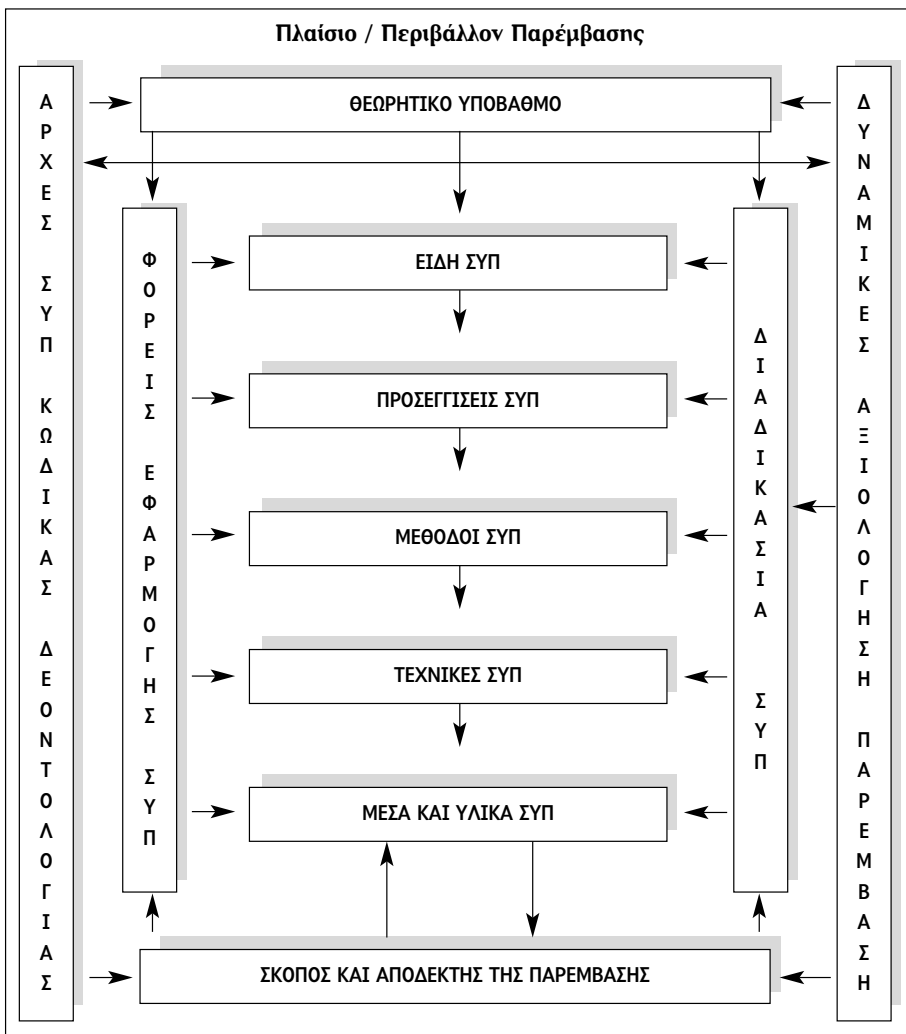 Πλαίσιο / Περιβάλλον Παρέμβασης
ΑΡΧΕΣ ΣΥΠ ΚΩΔΙΚΑΣ ΔΕΟΝΤΟΛΟΓΙΑΣ
ΘΕΩΡΗΤΙΚΟ ΥΠΟΒΑΘΜΟ
ΦΟΡΕΙΣ ΕΦΑΡΜΟΓΗΣ ΣΥΠ
ΕΙΔΗ ΣΥΠ
ΠΡΟΣΕΓΓΙΣΕΙΣ ΣΥΠ
ΜΕΘΟΔΟΙ ΣΥΠ
ΤΕΧΝΙΚΕΣ ΣΥΠ
ΜΕΣΑ ΚΑΙ ΥΛΙΚΑ ΣΥΠ
ΔΙΑΔΙΚΑΣΙΑ ΣΥΠ
ΣΚΟΠΟΣ ΚΑΙ ΑΠΟΔΕΚΤΗΣ ΤΗΣ ΠΑΡΕΜΒΑΣΗΣ
ΔΥΝΑΜΙΚΕΣ ΑΞΙΟΛΟΓΗΣΗ ΠΑΡΕΜΒΑΣΗ